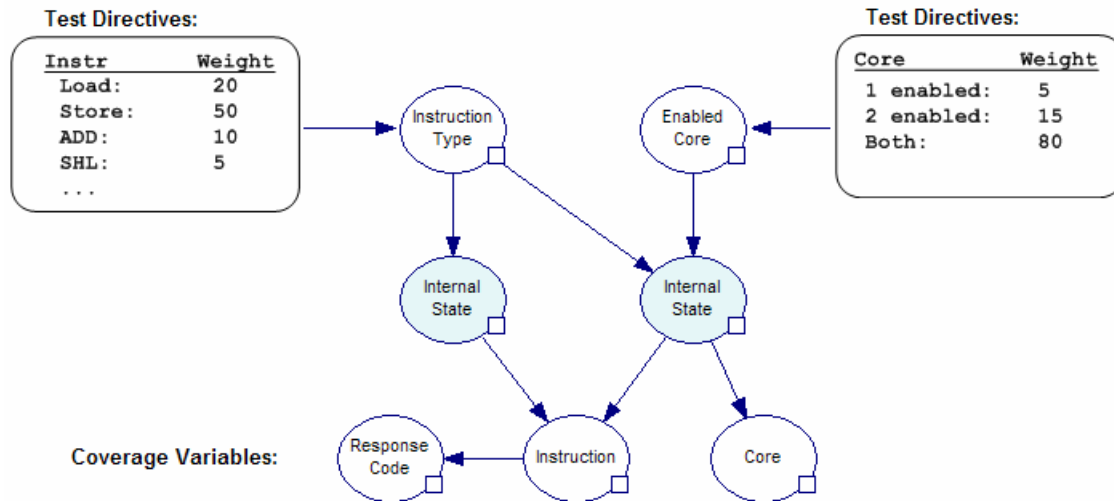 Test Directives:
Test Directives:
Instr Weight
Load: 20
Store: 50
ADD: 10
SHL: 5
...
Core Weight
1 enabled: 5
2 enabled: 15
Both: 80
Instruction
Type
Enabled
Core
Internal
State
Internal
State
Coverage Variables:
Response
Code
Instruction
Core